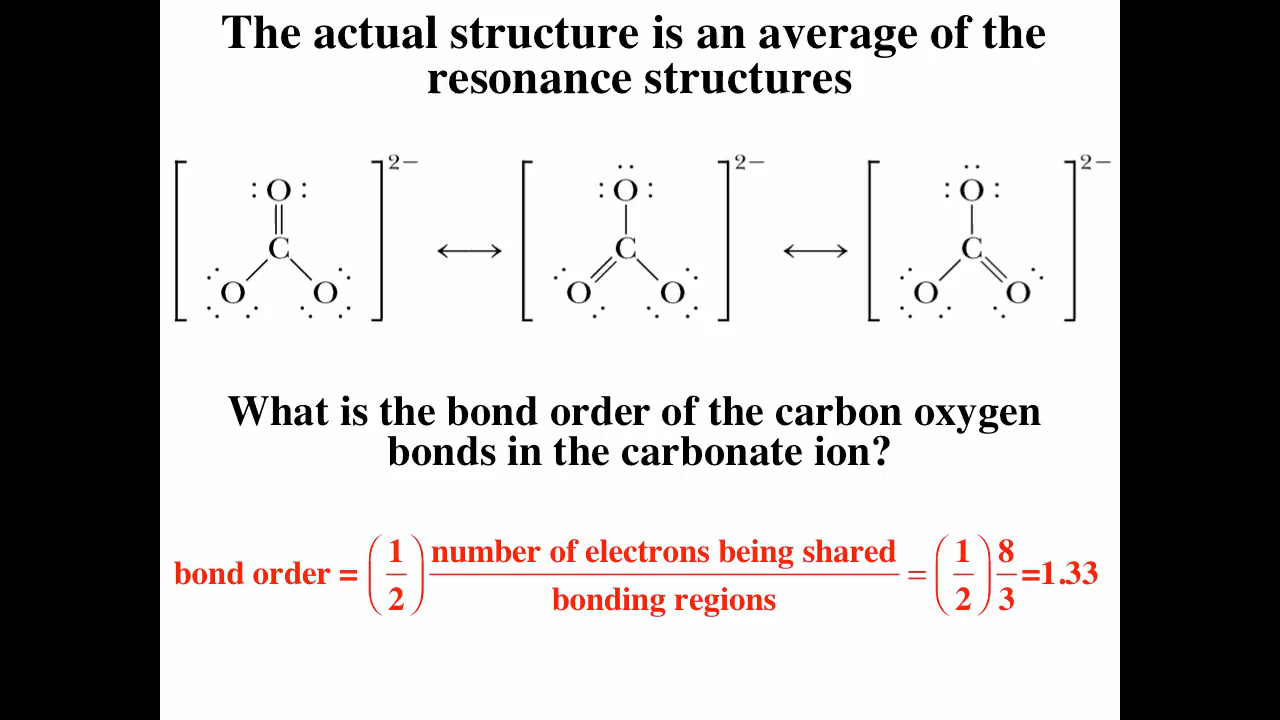 The actual structure is an average of the
resonance structures
2− 2− 2−
:O: :O: :O:
C C C
O O O O O O
What is the bond order of the carbon oxygen
bonds in the carbonate ion?
bond order = (1/2) number of electrons being shared / bonding regions = (1/2) 8/3 =1.33